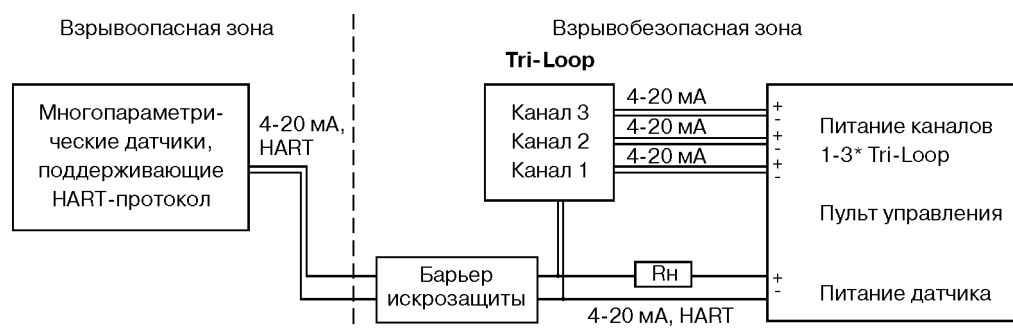 Взрывоопасная зона
Взрывобезопасная зона
Tri-Loop
Многопараметри-
ческие датчики,
поддерживающие
HART-протокол
4-20 мА,
HART
Канал 3
Канал 2
Канал 1
4-20 мА
4-20 мА
4-20 мА
+
-
+
-
+
-
Питание каналов
1-3* Tri-Loop
Пульт управления
Барьер
искрозащиты
Rн
+
-
Питание датчика
4-20 мА, HART